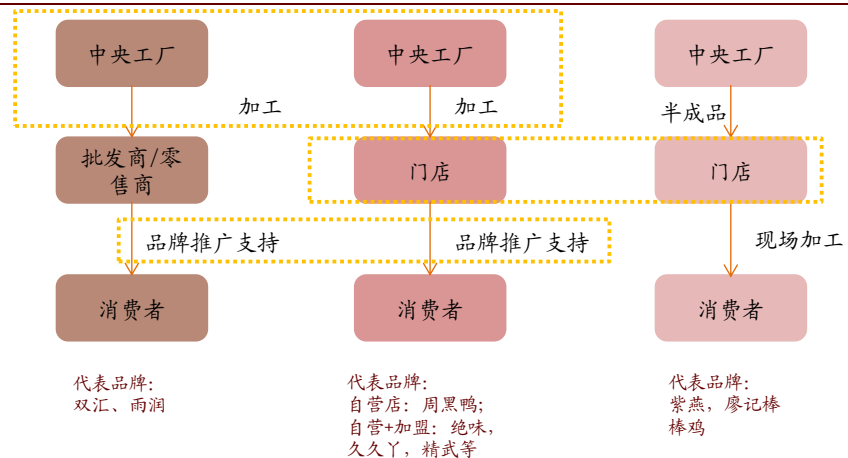 中央工厂
中央工厂
中央工厂
加工
加工
半成品
批发商/零
售商
门店
门店
品牌推广支持
品牌推广支持
现场加工
消费者
消费者
消费者
代表品牌：
双汇、雨润
代表品牌：
自营店：周黑鸭；
自营+加盟：绝味，
久久丫，精武等
代表品牌：
紫燕，廖记棒
棒鸡